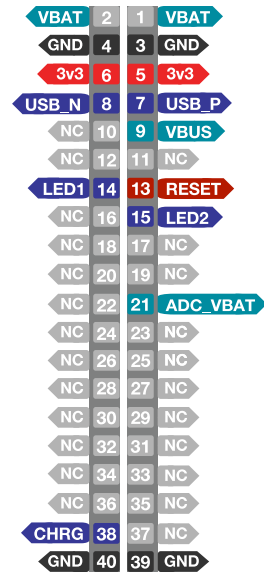 VBAT 2 1 VBAT
GND 4 3 GND
3v3 6 5 3v3
USB_N 8 7 USB_P
NC 10 9 VBUS
NC 12 11 NC
LED1 14 13 RESET
NC 16 15 LED2
NC 18 17 NC
NC 20 19 NC
NC 22 21 ADC_VBAT
NC 24 23 NC
NC 26 25 NC
NC 28 27 NC
NC 30 29 NC
NC 32 31 NC
NC 34 33 NC
NC 36 35 NC
CHRG 38 37 NC
GND 40 39 GND